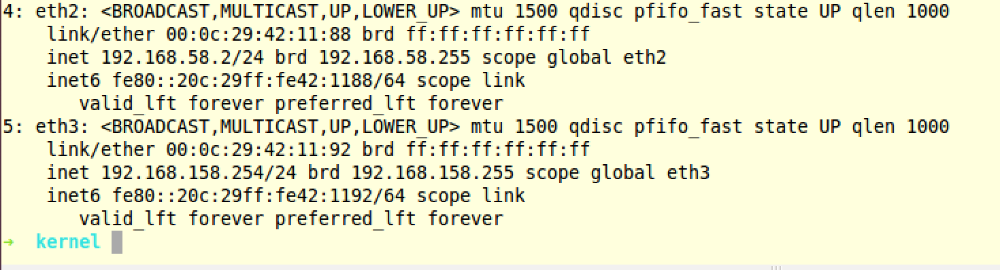 4: eth2: <BROADCAST,MULTICAST,UP,LOWER_UP> mtu 1500 qdisc pfifo_fast state UP qlen 1000
    link/ether 00:0c:29:42:11:88 brd ff:ff:ff:ff:ff:ff
    inet 192.168.58.2/24 brd 192.168.58.255 scope global eth2
    inet6 fe80::20c:29ff:fe42:1188/64 scope link
       valid_lft forever preferred_lft forever
5: eth3: <BROADCAST,MULTICAST,UP,LOWER_UP> mtu 1500 qdisc pfifo_fast state UP qlen 1000
    link/ether 00:0c:29:42:11:92 brd ff:ff:ff:ff:ff:ff
    inet 192.168.158.254/24 brd 192.168.158.255 scope global eth3
    inet6 fe80::20c:29ff:fe42:1192/64 scope link
       valid_lft forever preferred_lft forever
→  kernel